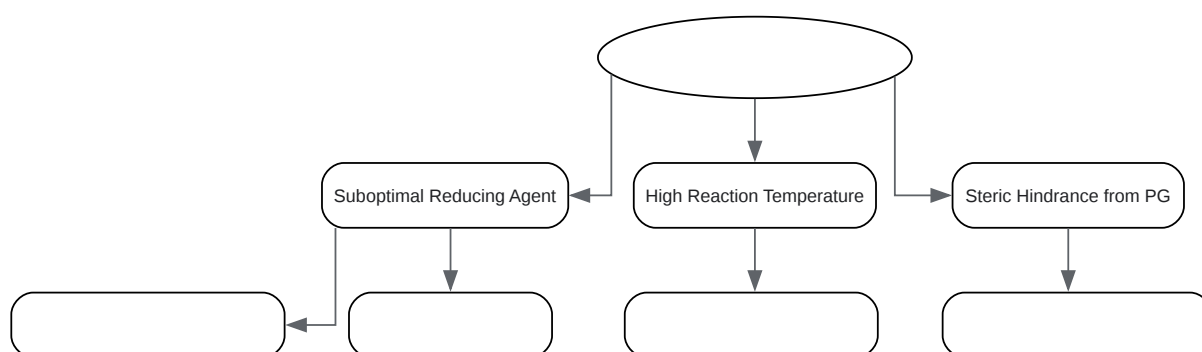 Suboptimal Reducing Agent
High Reaction Temperature
Steric Hindrance from PG